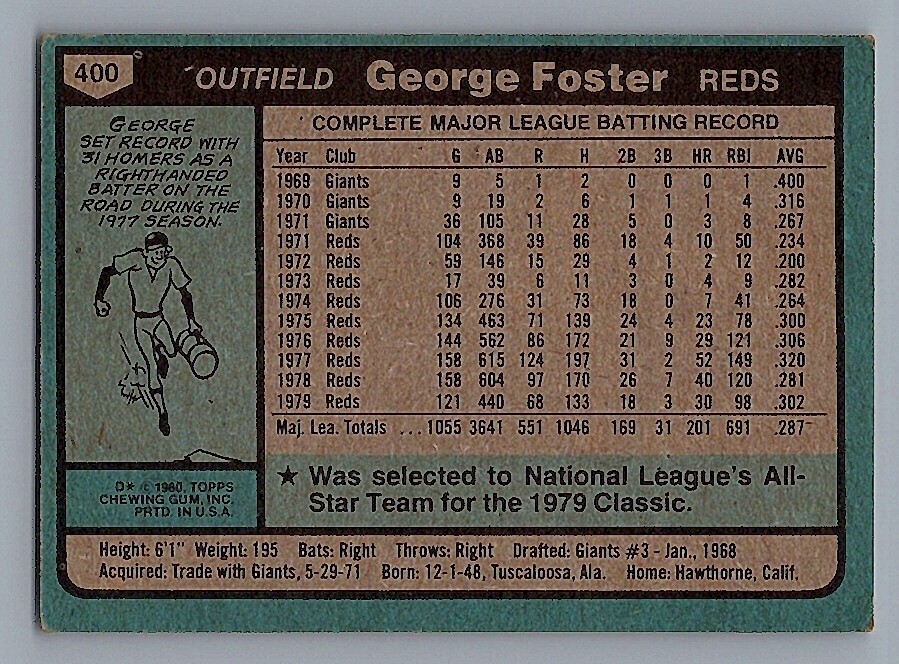 400 OUTFIELD George Foster REDS
GEORGE
SET RECORD WITH
31 HOMERS AS A
RIGHTHANDED
BATTER ON THE
ROAD DURING THE
1977 SEASON.
COMPLETE MAJOR LEAGUE BATTING RECORD
Year Club G AB R H 2B 3B HR RBI AVG
1969 Giants 9 5 1 2 0 0 0 1 .400
1970 Giants 9 19 2 6 1 1 1 4 .316
1971 Giants 36 105 11 28 5 0 3 8 .267
1971 Reds 104 368 39 86 18 4 10 50 .234
1972 Reds 59 146 15 29 4 1 2 12 .200
1973 Reds 17 39 6 11 3 0 4 9 .282
1974 Reds 106 276 31 73 18 0 7 41 .264
1975 Reds 134 463 71 139 24 4 23 78 .300
1976 Reds 144 562 86 172 21 9 29 121 .306
1977 Reds 158 615 124 197 31 2 52 149 .320
1978 Reds 158 604 97 170 26 7 40 120 .281
1979 Reds 121 440 68 133 18 3 30 98 .302
Maj. Lea. Totals ... 1055 3641 551 1046 169 31 201 691 .287
★ Was selected to National League's All-
Star Team for the 1979 Classic.
D* © 1980, TOPPS
CHEWING GUM, INC.
PRTD. IN U.S.A.
Height: 6'1" Weight: 195 Bats: Right Throws: Right Drafted: Giants #3 - Jan., 1968
Acquired: Trade with Giants, 5-29-71 Born: 12-1-48, Tuscaloosa, Ala. Home: Hawthorne, Calif.